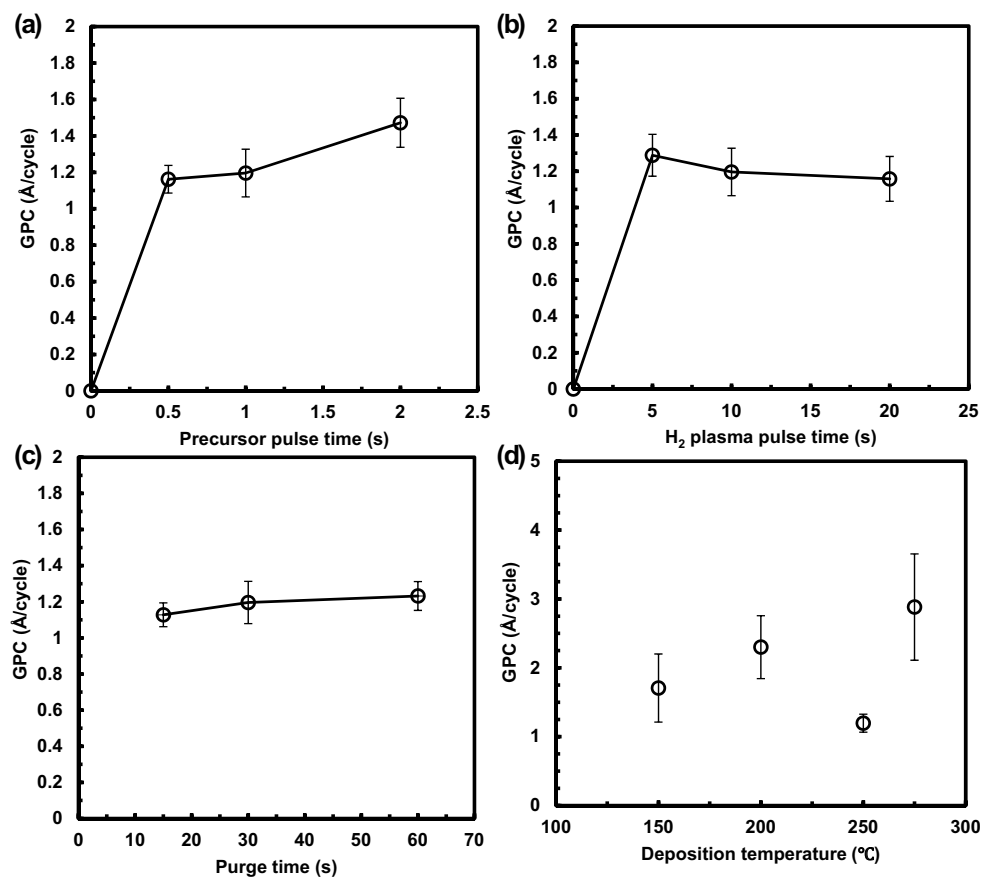 (a)
2
1.8
1.6
1.4
1.2
1
0.8
0.6
0.4
0.2
0
GPC (Å/cycle)
0 0.5 1 1.5 2 2.5
Precursor pulse time (s)
(b)
2
1.8
1.6
1.4
1.2
1
0.8
0.6
0.4
0.2
0
GPC (Å/cycle)
0 5 10 15 20 25
H₂ plasma pulse time (s)
(c)
2
1.8
1.6
1.4
1.2
1
0.8
0.6
0.4
0.2
0
GPC (Å/cycle)
0 10 20 30 40 50 60 70
Purge time (s)
(d)
5
4
3
2
1
0
GPC (Å/cycle)
100 150 200 250 300
Deposition temperature (℃)